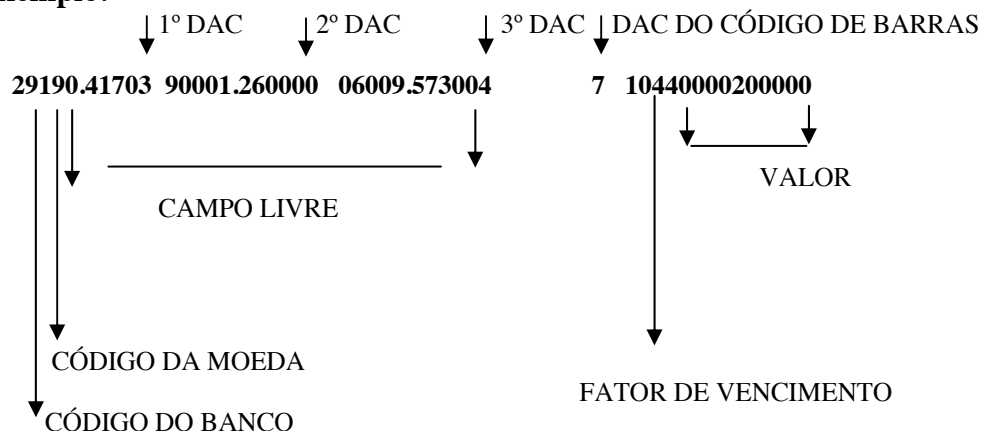 1º DAC 2º DAC 3º DAC DAC DO CÓDIGO DE BARRAS
29190.41703 90001.260000 06009.573004 7 10440000200000
VALOR
CAMPO LIVRE
CÓDIGO DA MOEDA
FATOR DE VENCIMENTO
CÓDIGO DO BANCO